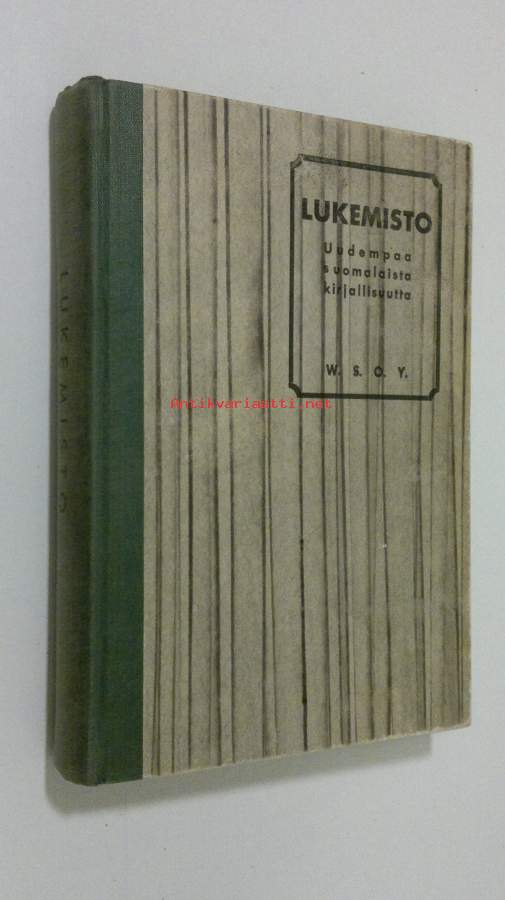 LUKEMISTO
Uudempaa
suomalaista
kirjallisuutta
W. S. O. Y.
Antikvariaatti.net
LUKEMISTO